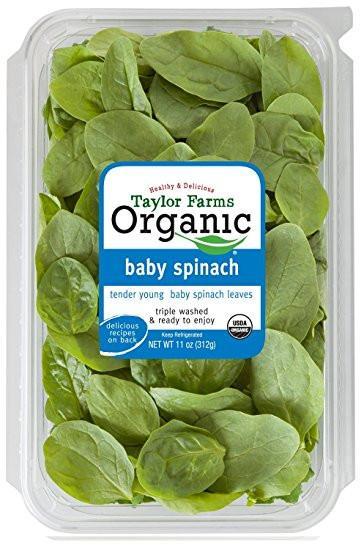 Healthy & Delicious
Taylor Farms
Organic®
baby spinach
tender young baby spinach leaves
triple washed
& ready to enjoy
delicious
recipes
on back
USDA
ORGANIC
Keep Refrigerated
NET WT 11 oz (312g)